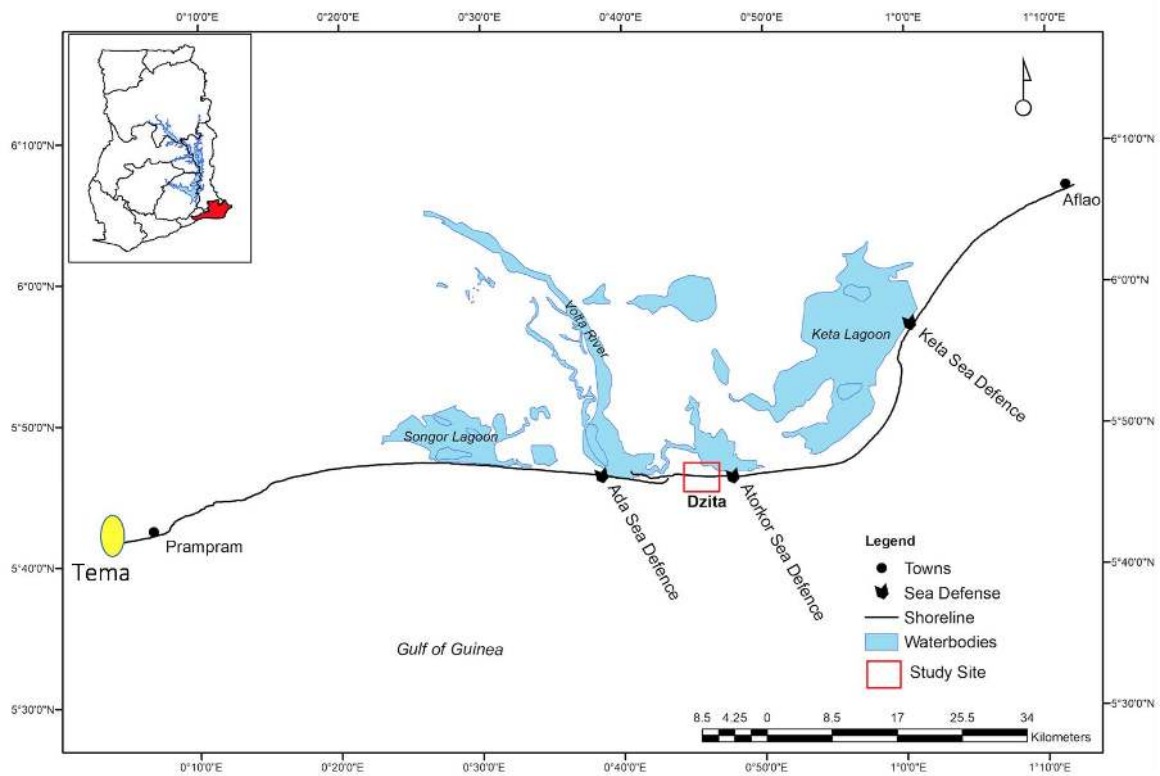 0°10'0"E
0°20'0"E
0°30'0"E
0°40'0"E
0°50'0"E
1°00'0"E
1°10'0"E
6°10'0"N
6°10'0"N
Aflao
6°0'0"N
6°0'0"N
Volta River
Keta Lagoon
Keta Sea Defence
5°50'0"N
5°50'0"N
Songor Lagoon
Dzita
Ada Sea Defence
Atorkor Sea Defence
Prampram
Tema
5°40'0"N
5°40'0"N
Legend
Towns
Sea Defense
Shoreline
Waterbodies
Study Site
Gulf of Guinea
5°30'0"N
5°30'0"N
8.5 4.25 0 8.5 17 25.5 34
Kilometers
0°10'0"E
0°20'0"E
0°30'0"E
0°40'0"E
0°50'0"E
1°00'0"E
1°10'0"E